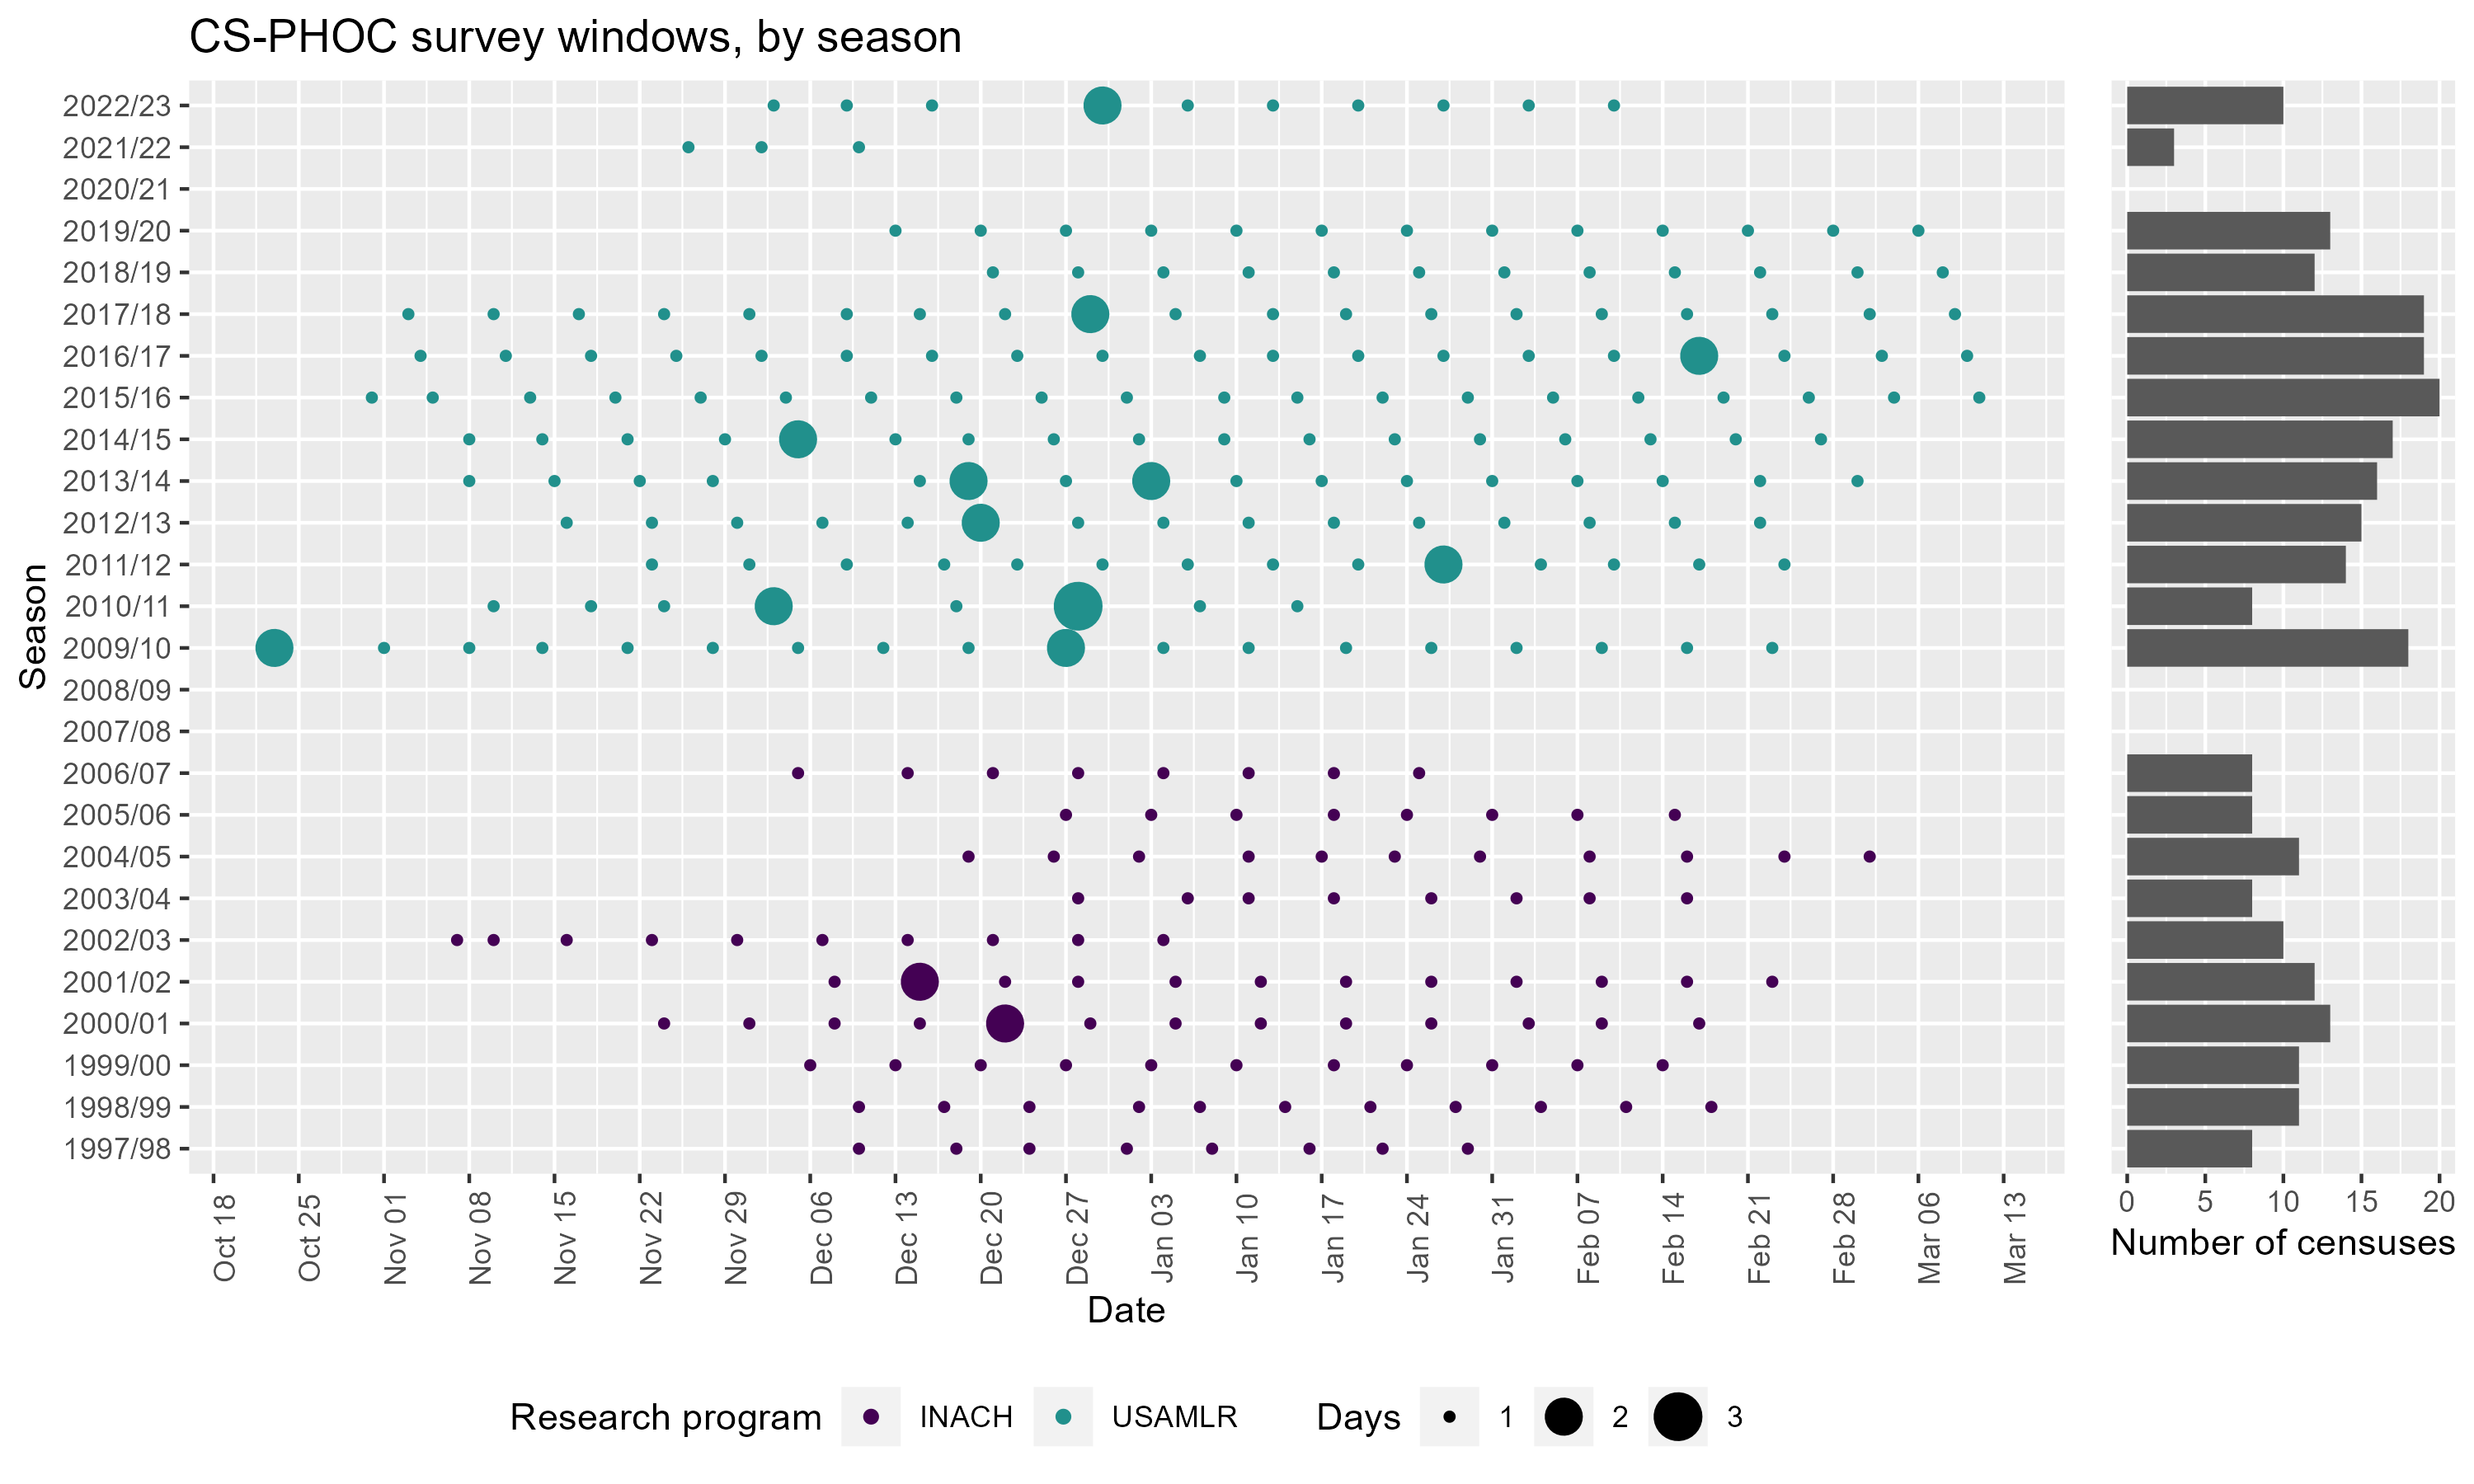 CS-PHOC survey windows, by season
Season
2022/23
2021/22
2020/21
2019/20
2018/19
2017/18
2016/17
2015/16
2014/15
2013/14
2012/13
2011/12
2010/11
2009/10
2008/09
2007/08
2006/07
2005/06
2004/05
2003/04
2002/03
2001/02
2000/01
1999/00
1998/99
1997/98
Oct 18
Oct 25
Nov 01
Nov 08
Nov 15
Nov 22
Nov 29
Dec 06
Dec 13
Dec 20
Dec 27
Jan 03
Jan 10
Jan 17
Jan 24
Jan 31
Feb 07
Feb 14
Feb 21
Feb 28
Mar 06
Mar 13
Date
0 5 10 15 20
Number of censuses
Research program INACH USAMLR Days 1 2 3